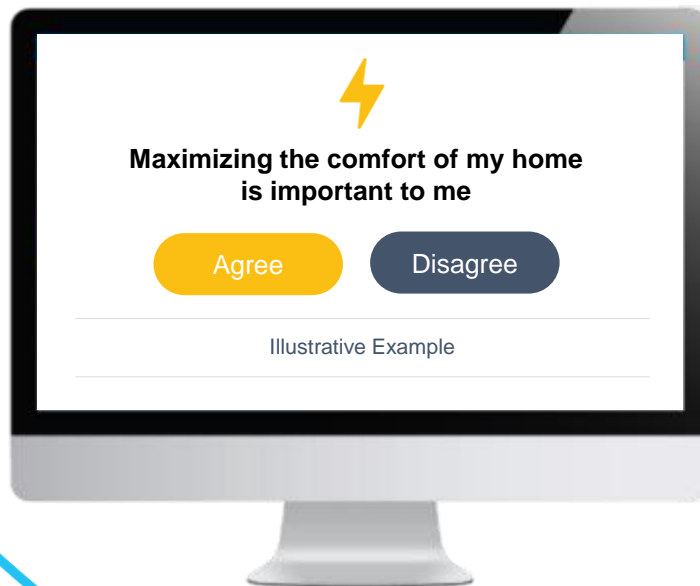 Maximizing the comfort of my home
is important to me
Agree
Disagree
Illustrative Example